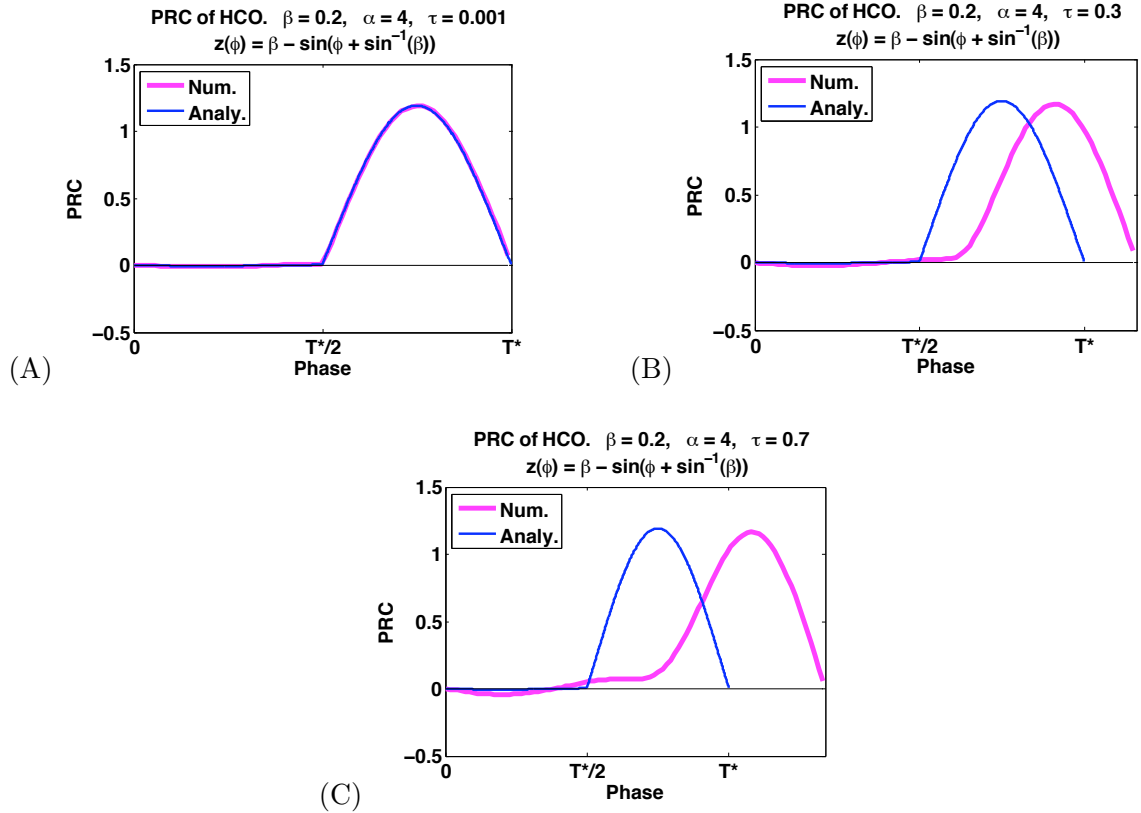 PRC of HCO. β = 0.2, α = 4, τ = 0.001
z(ϕ) = β − sin(ϕ + sin⁻¹(β))
1.5
1
0.5
0
−0.5
PRC
Num.
Analy.
0
T*/2
T*
Phase
(A)
PRC of HCO. β = 0.2, α = 4, τ = 0.3
z(ϕ) = β − sin(ϕ + sin⁻¹(β))
1.5
1
0.5
0
−0.5
PRC
Num.
Analy.
0
T*/2
T*
Phase
(B)
PRC of HCO. β = 0.2, α = 4, τ = 0.7
z(ϕ) = β − sin(ϕ + sin⁻¹(β))
1.5
1
0.5
0
−0.5
PRC
Num.
Analy.
0
T*/2
T*
Phase
(C)